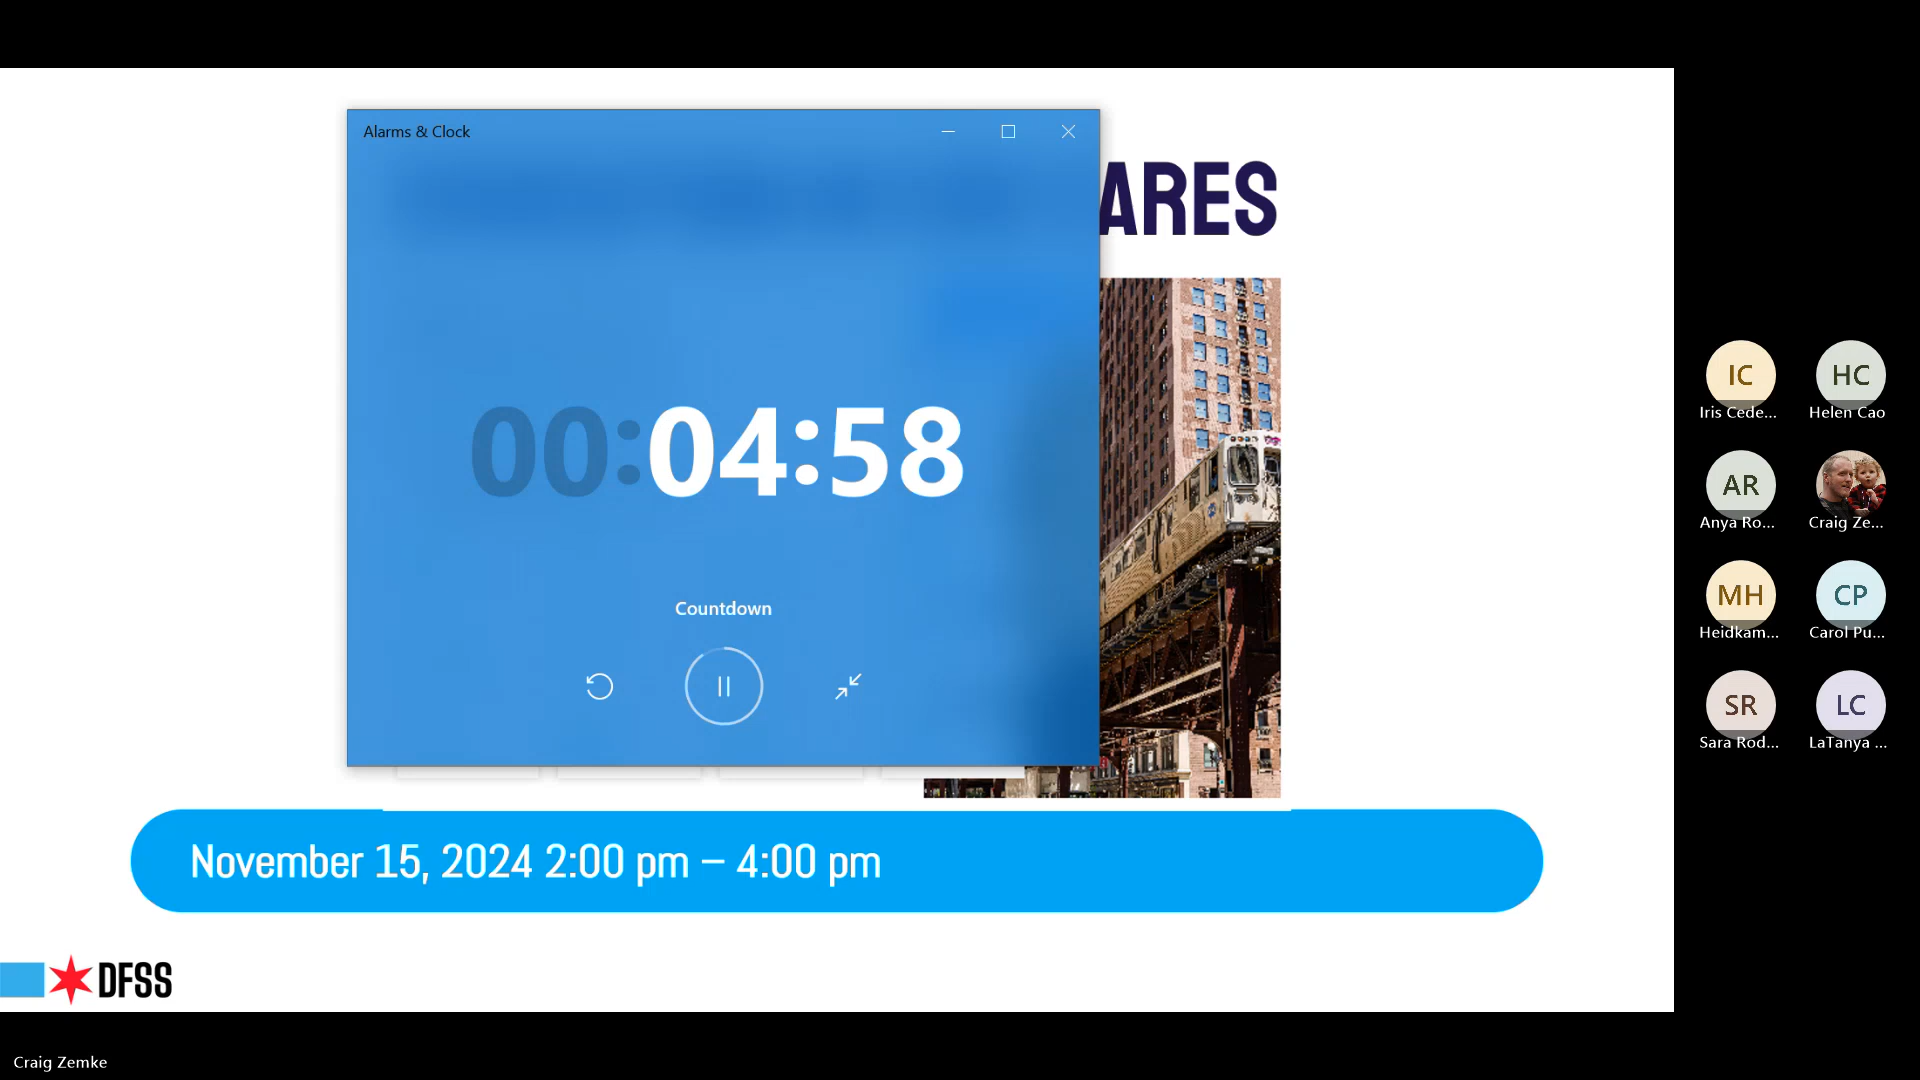 Alarms & Clock
ARES
00:04:58
Countdown
November 15, 2024 2:00 pm – 4:00 pm
DFSS
IC
HC
Iris Cede...
Helen Cao
AR
Anya Ro...
Craig Ze...
MH
CP
Heidkam...
Carol Pu...
SR
LC
Sara Rod...
LaTanya ...
Craig Zemke